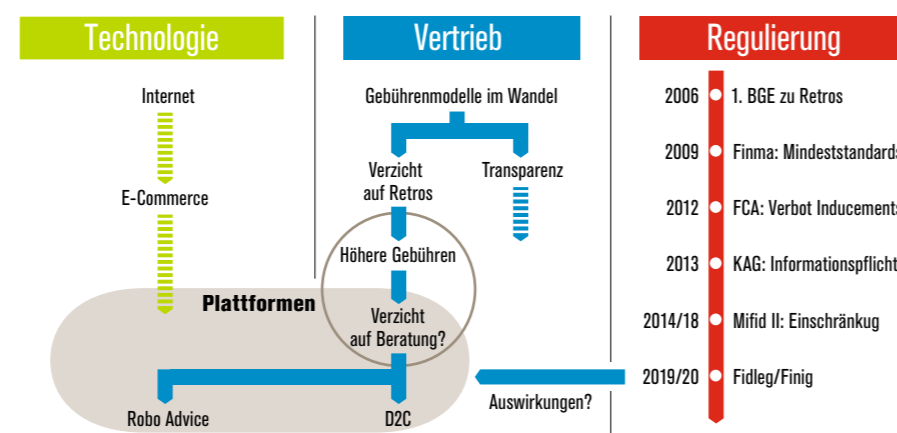 Technologie
Internet
E-Commerce
Plattformen
Robo Advice
Vertrieb
Gebührenmodelle im Wandel
Verzicht
auf Retros
Transparenz
Höhere Gebühren
Verzicht
auf Beratung?
D2C
Auswirkungen?
Regulierung
2006 1. BGE zu Retros
2009 Finma: Mindeststandards
2012 FCA: Verbot Inducements
2013 KAG: Informationspflicht
2014/18 Mifid II: Einschränkug
2019/20 Fidleg/Finig